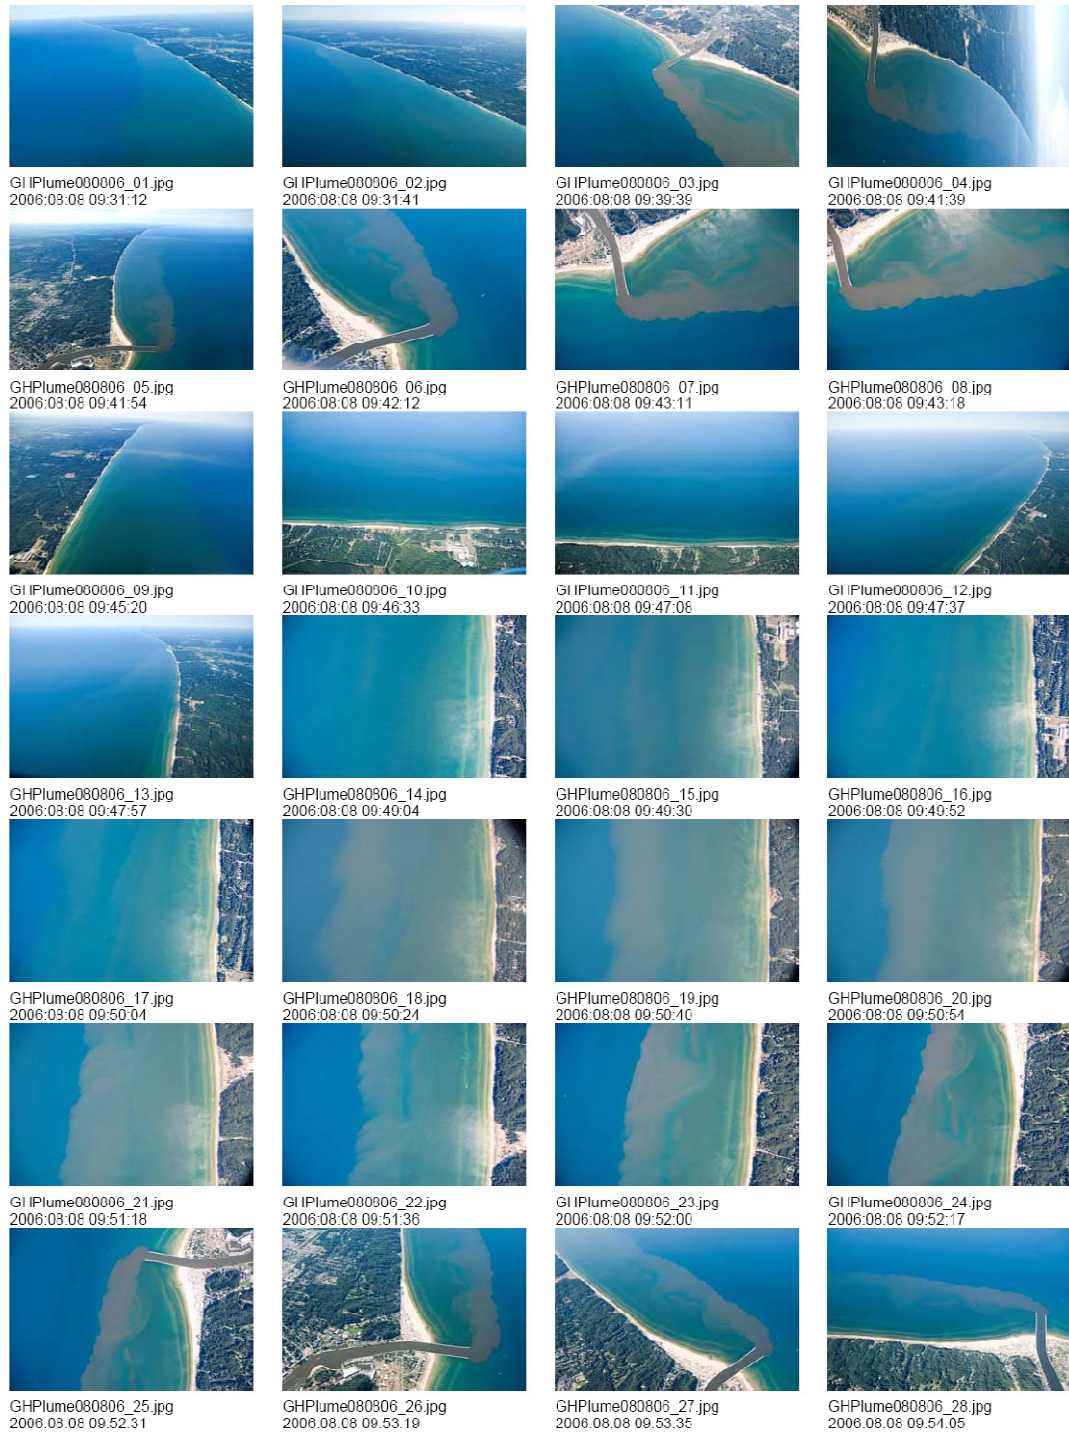 GHPlume080806_01.jpg
2006:08:08 09:31:12
GHPlume080806_02.jpg
2006:08:08 09:31:41
GHPlume080806_03.jpg
2006:08:08 09:39:39
GHPlume080806_04.jpg
2006:08:08 09:41:39
GHPlume080806_05.jpg
2006:08:08 09:41:54
GHPlume080806_06.jpg
2006:08:08 09:42:12
GHPlume080806_07.jpg
2006:08:08 09:43:11
GHPlume080806_08.jpg
2006:08:08 09:43:18
GHPlume080806_09.jpg
2006:08:08 09:45:20
GHPlume080806_10.jpg
2006:08:08 09:46:33
GHPlume080806_11.jpg
2006:08:08 09:47:08
GHPlume080806_12.jpg
2006:08:08 09:47:37
GHPlume080806_13.jpg
2006:08:08 09:47:57
GHPlume080806_14.jpg
2006:08:08 09:49:04
GHPlume080806_15.jpg
2006:08:08 09:49:30
GHPlume080806_16.jpg
2006:08:08 09:49:52
GHPlume080806_17.jpg
2006:08:08 09:50:04
GHPlume080806_18.jpg
2006:08:08 09:50:24
GHPlume080806_19.jpg
2006:08:08 09:50:40
GHPlume080806_20.jpg
2006:08:08 09:50:54
GHPlume080806_21.jpg
2006:08:08 09:51:18
GHPlume080806_22.jpg
2006:08:08 09:51:36
GHPlume080806_23.jpg
2006:08:08 09:52:00
GHPlume080806_24.jpg
2006:08:08 09:52:17
GHPlume080806_25.jpg
2006:08:08 09:52:31
GHPlume080806_26.jpg
2006:08:08 09:53:19
GHPlume080806_27.jpg
2006:08:08 09:53:35
GHPlume080806_28.jpg
2006:08:08 09:54:05